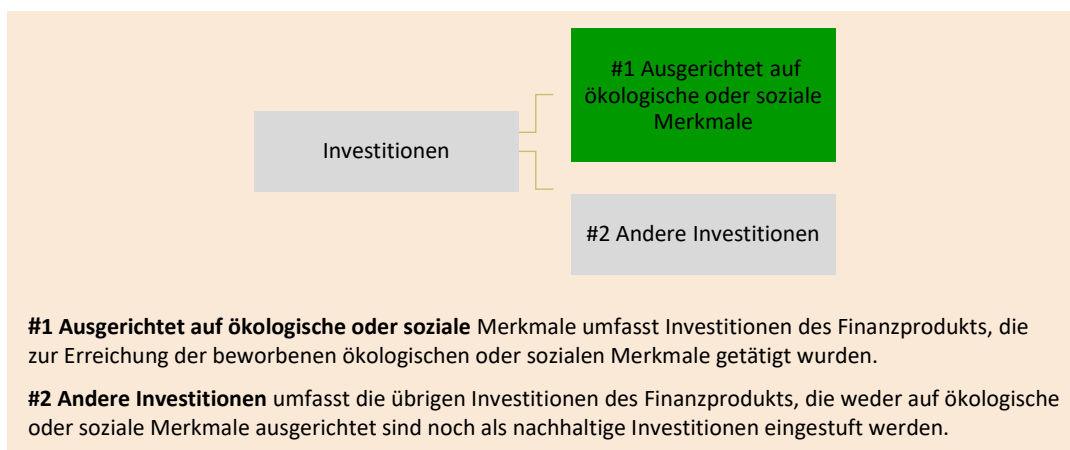 #1 Ausgerichtet auf
ökologische oder soziale
Merkmale
Investitionen
#2 Andere Investitionen
#1 Ausgerichtet auf ökologische oder soziale Merkmale umfasst Investitionen des Finanzprodukts, die
zur Erreichung der beworbenen ökologischen oder sozialen Merkmale getätigt wurden.
#2 Andere Investitionen umfasst die übrigen Investitionen des Finanzprodukts, die weder auf ökologische
oder soziale Merkmale ausgerichtet sind noch als nachhaltige Investitionen eingestuft werden.